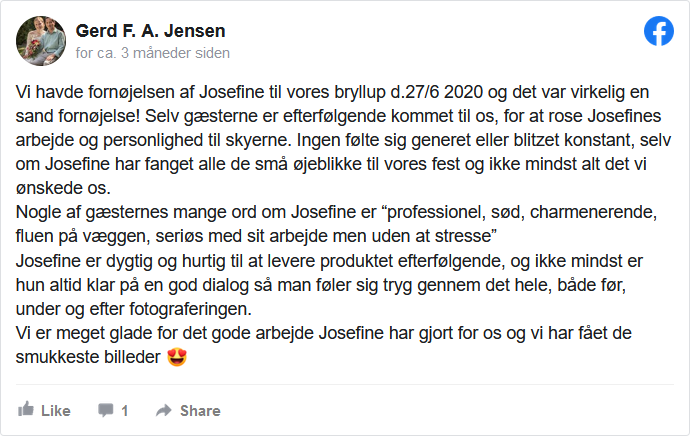 Gerd F. A. Jensen
for ca. 3 måneder siden
Vi havde fornøjelsen af Josefine til vores bryllup d.27/6 2020 og det var virkelig en
sand fornøjelse! Selv gæsterne er efterfølgende kommet til os, for at rose Josefines
arbejde og personlighed til skyerne. Ingen følte sig generet eller blitzet konstant, selv
om Josefine har fanget alle de små øjeblikke til vores fest og ikke mindst alt det vi
ønskede os.
Nogle af gæsternes mange ord om Josefine er “professionel, sød, charmenerende,
fluen på væggen, seriøs med sit arbejde men uden at stresse”
Josefine er dygtig og hurtig til at levere produktet efterfølgende, og ikke mindst er
hun altid klar på en god dialog så man føler sig tryg gennem det hele, både før,
under og efter fotograferingen.
Vi er meget glade for det gode arbejde Josefine har gjort for os og vi har fået de
smukkeste billeder 😍
Like 1 Share